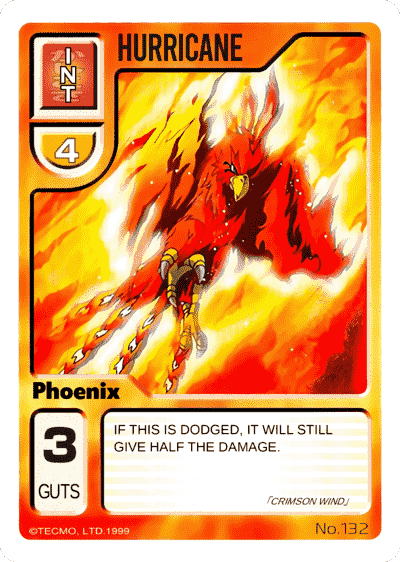 HURRICANE
INT
4
Phoenix
3
GUTS
IF THIS IS DODGED, IT WILL STILL
GIVE HALF THE DAMAGE.
「CRIMSON WIND」
©TECMO, LTD.1999
No.132